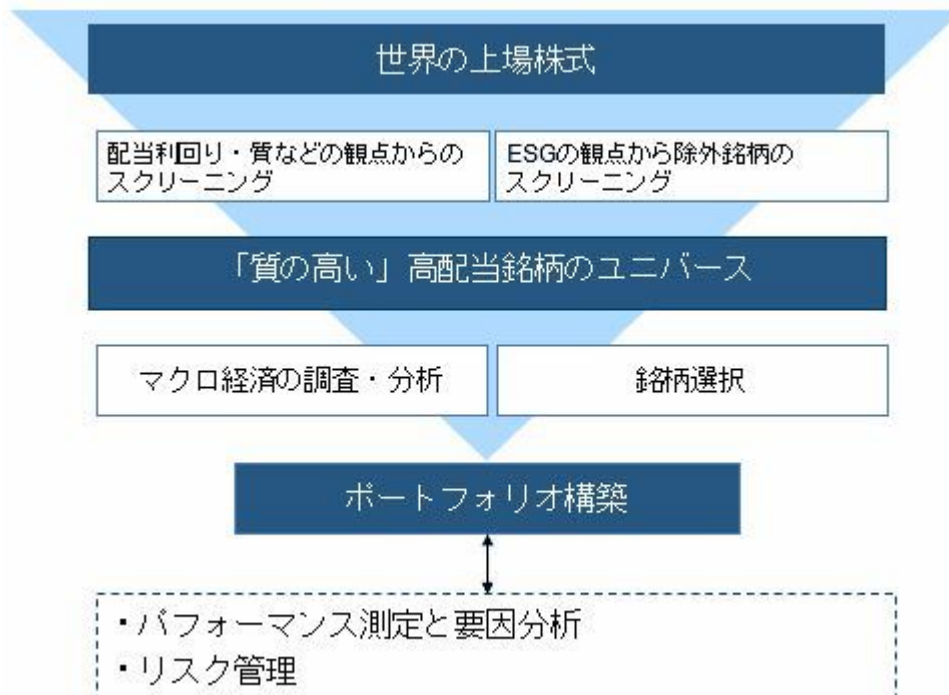 世界の上場株式
配当利回り・質などの観点からの
スクリーニング
ESGの観点から除外銘柄の
スクリーニング
「質の高い」高配当銘柄のユニバース
マクロ経済の調査・分析
銘柄選択
ポートフォリオ構築
・パフォーマンス測定と要因分析
・リスク管理